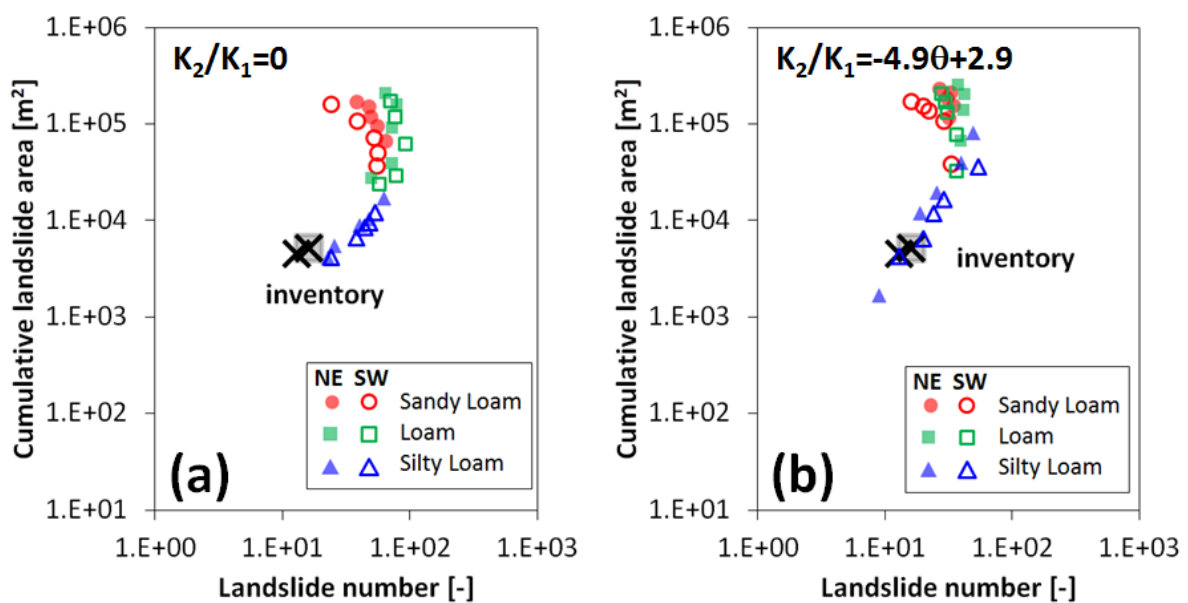 K₂/K₁=0
1.E+06
1.E+05
1.E+04
1.E+03
1.E+02
1.E+01
Cumulative landslide area [m²]
inventory
NE SW
Sandy Loam
Loam
Silty Loam
(a)
1.E+00 1.E+01 1.E+02 1.E+03
Landslide number [-]
K₂/K₁=-4.9θ+2.9
1.E+06
1.E+05
1.E+04
1.E+03
1.E+02
1.E+01
Cumulative landslide area [m²]
inventory
NE SW
Sandy Loam
Loam
Silty Loam
(b)
1.E+00 1.E+01 1.E+02 1.E+03
Landslide number [-]